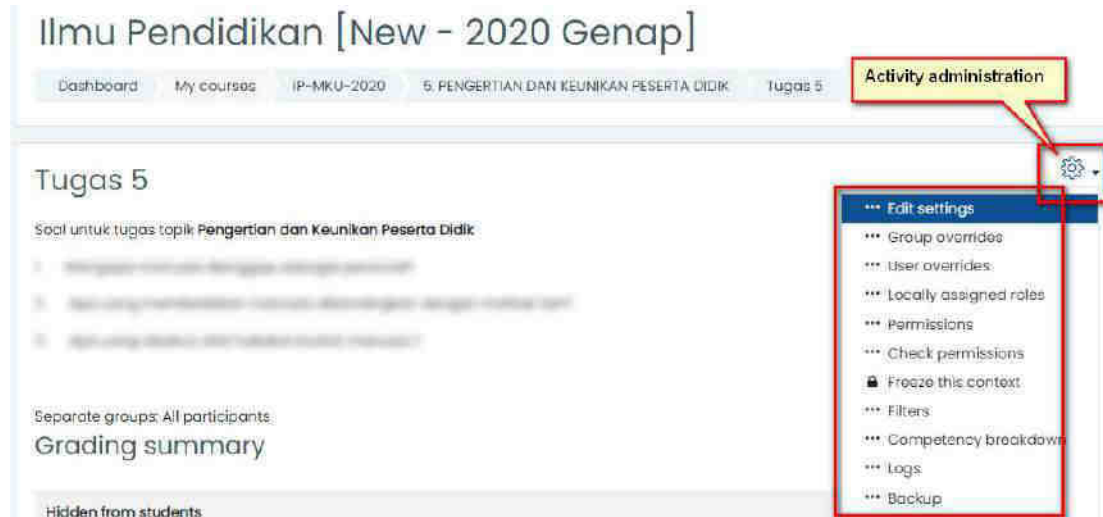 Ilmu Pendidikan [New - 2020 Genap]
Dashboard My courses IP-MKU-2020 5. PENGERTIAN DAN KEUNIKAN PESERTA DIDIK Tugas 5
Activity administration
Tugas 5
Soal untuk tugas topik Pengertian dan Keunikan Peserta Didik
Edit settings
Group overrides
User overrides
Locally assigned roles
Permissions
Check permissions
Freeze this context
Filters
Competency breakdown
Logs
Backup
Separate groups: All participants
Grading summary
Hidden from students